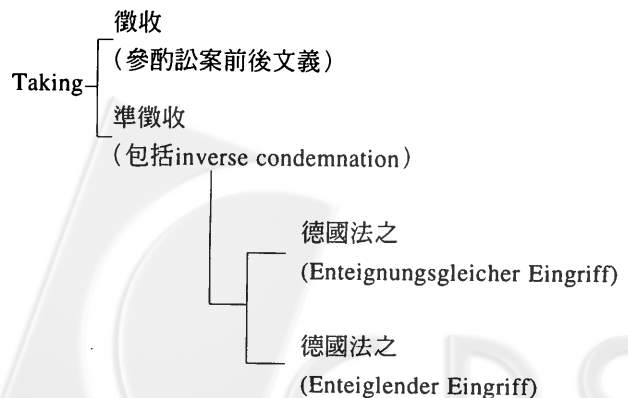 徵收
(參酌訟案前後文義)
Taking
準徵收
(包括inverse condemnation)
德國法之
(Enteignungsgleicher Eingriff)
德國法之
(Enteiglender Eingriff)